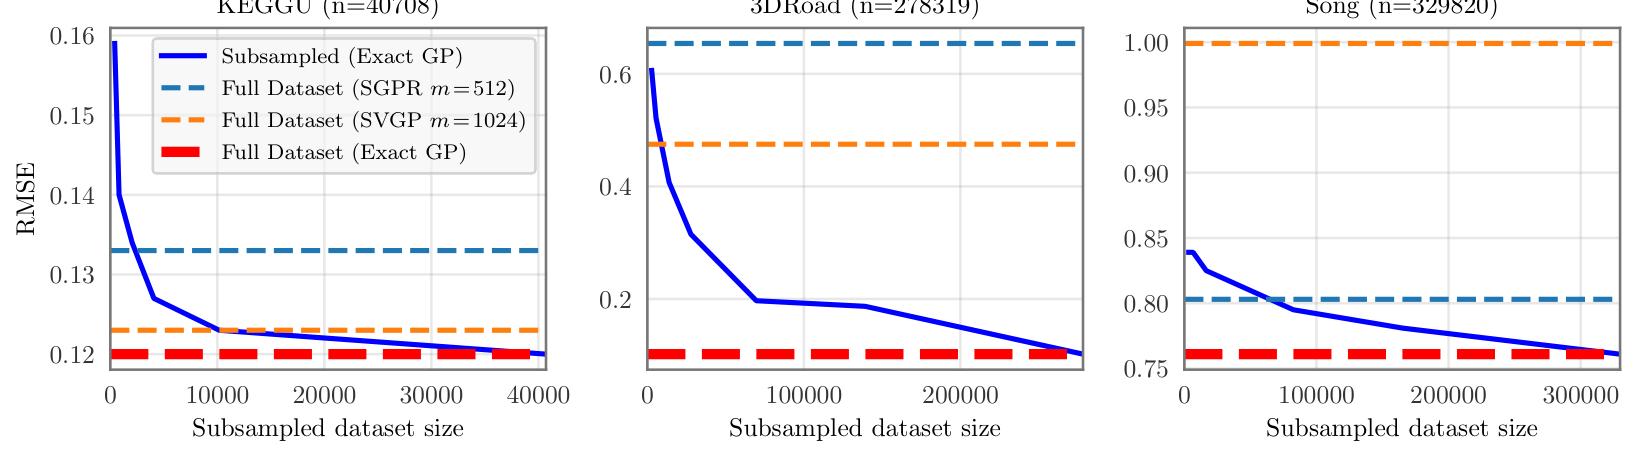 KEGGU (n=40708)
0.16
0.15
0.14
0.13
0.12
RMSE
Subsampled (Exact GP)
Full Dataset (SGPR m=512)
Full Dataset (SVGP m=1024)
Full Dataset (Exact GP)
0 10000 20000 30000 40000
Subsampled dataset size
3DRoad (n=278319)
0.6
0.4
0.2
0 100000 200000
Subsampled dataset size
Song (n=329820)
1.00
0.95
0.90
0.85
0.80
0.75
0 100000 200000 300000
Subsampled dataset size